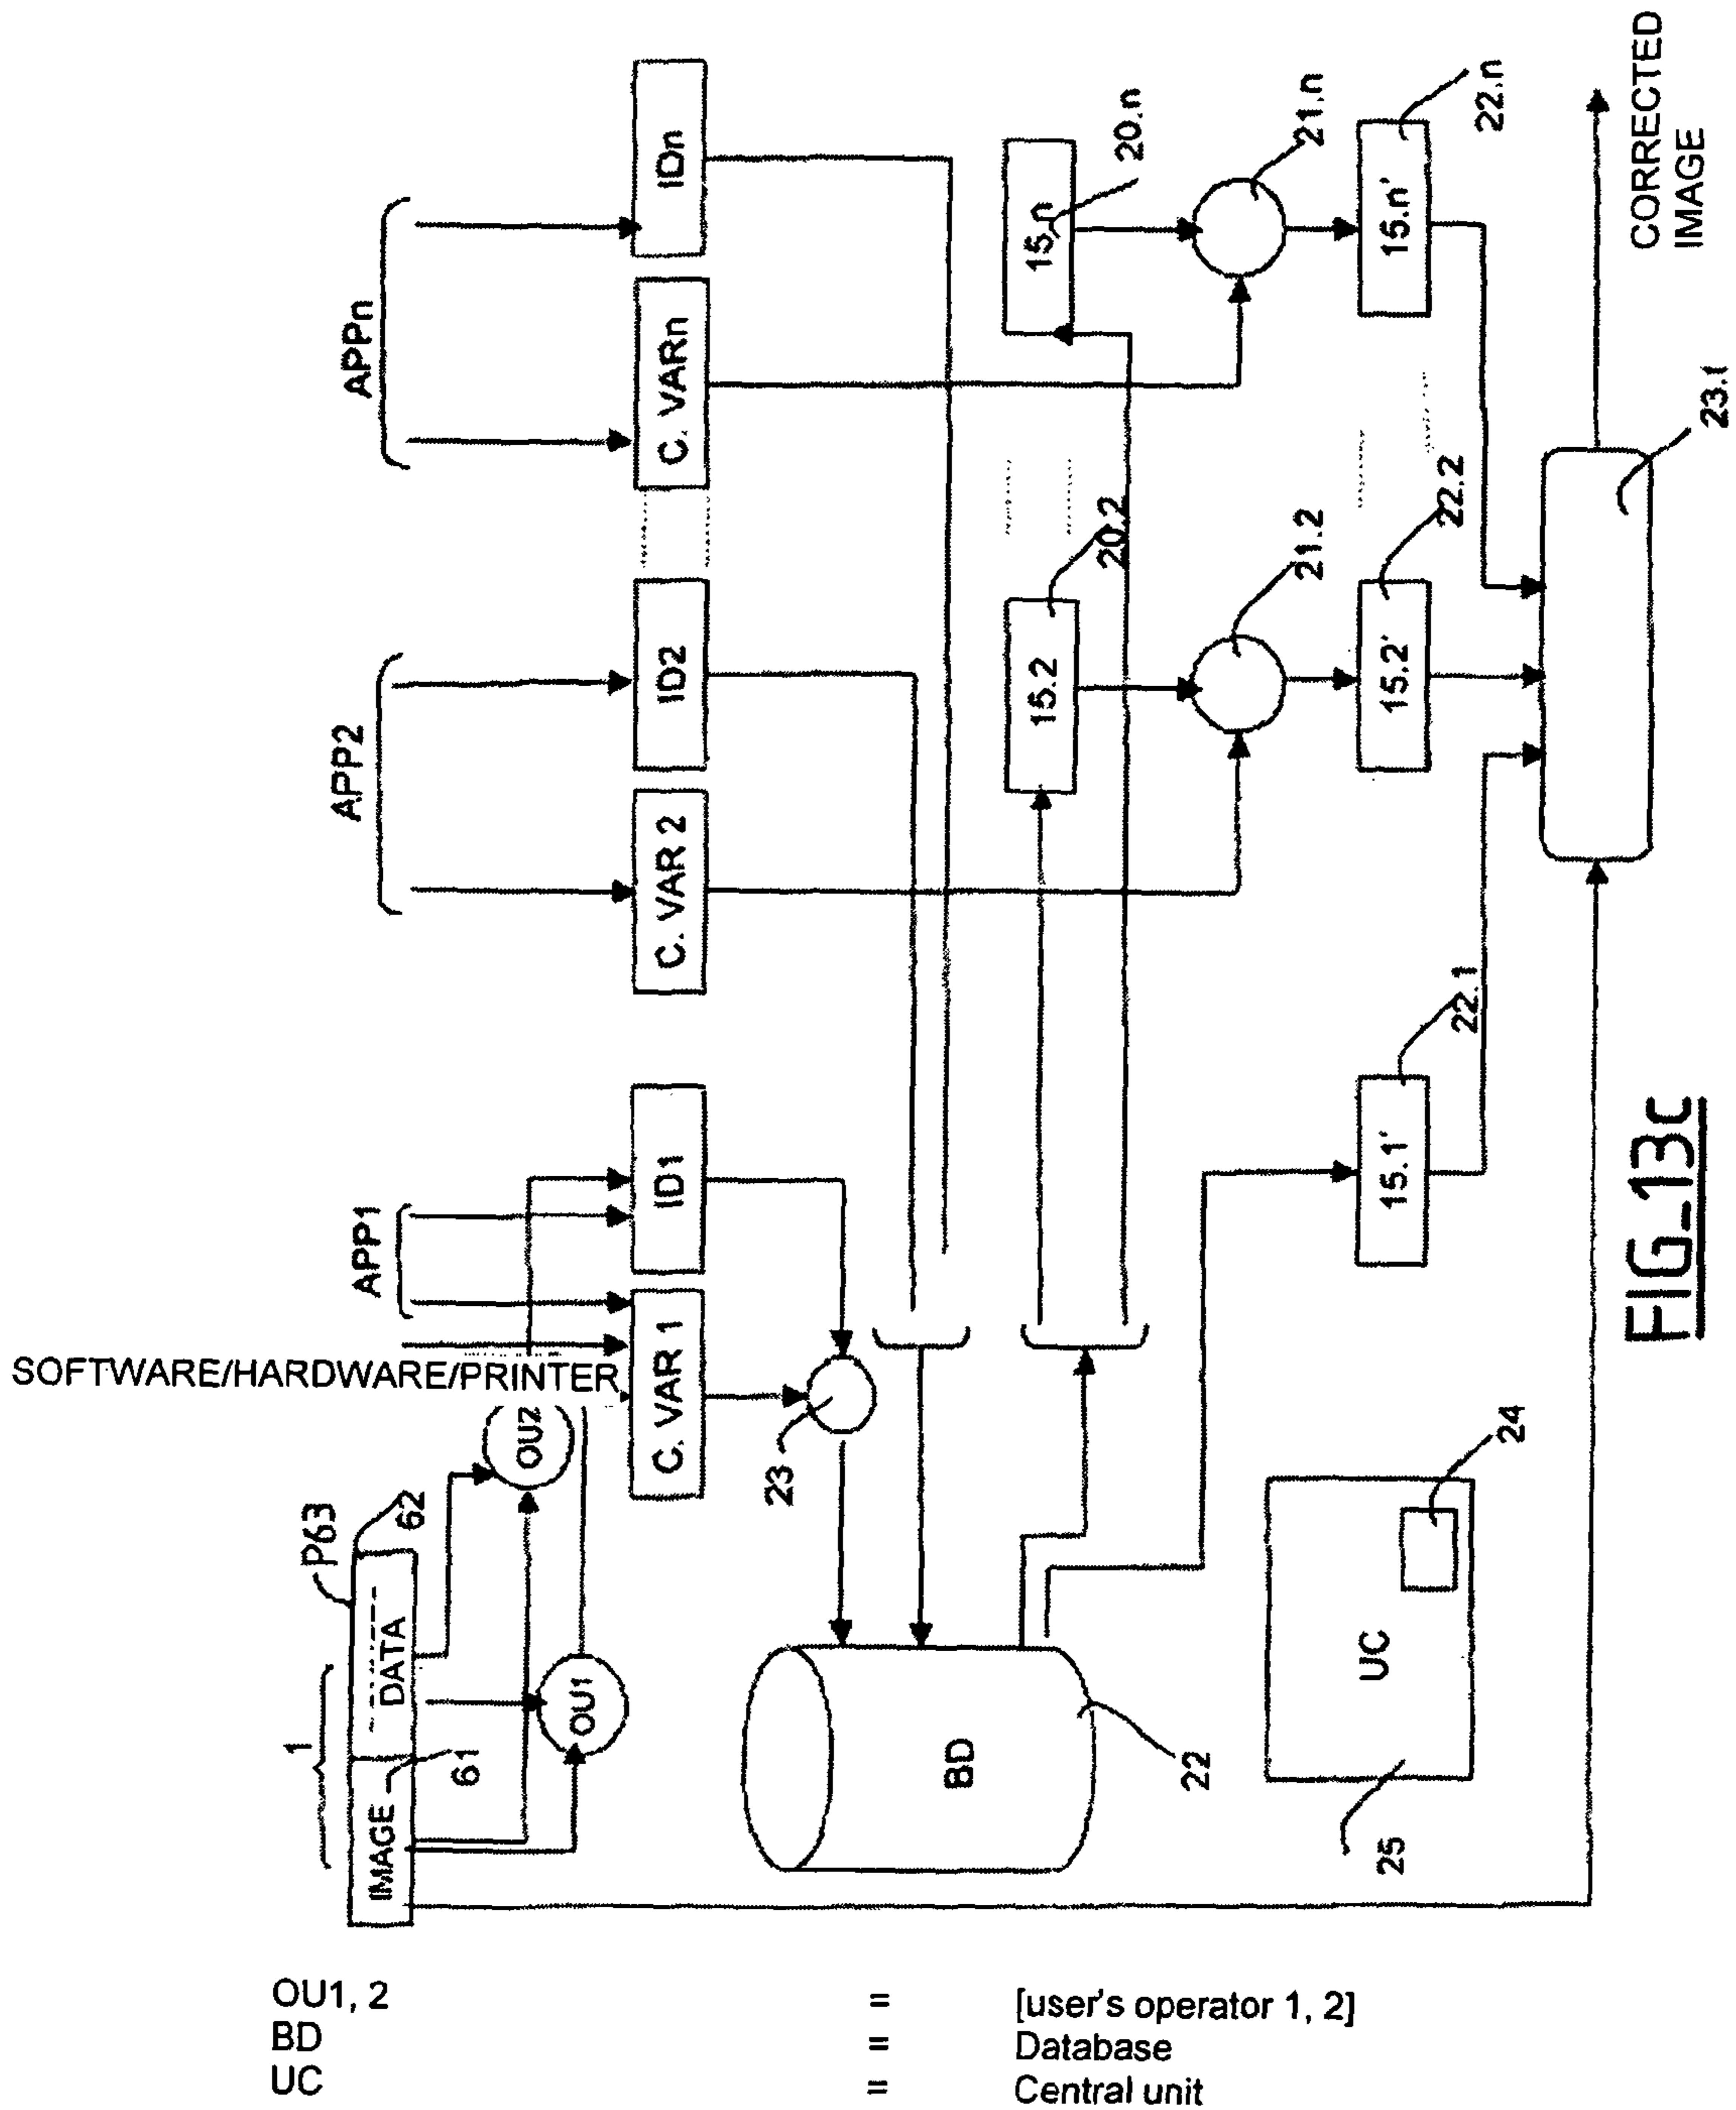 APP1
APP2
APPn
SOFTWARE/HARDWARE/PRINTER
P63
62
1
IMAGE
DATA
61
OU1
OU2
C. VAR 1
ID1
C. VAR 2
ID2
C. VARn
IDn
23
BD
22
15.2
20.2
15.n
20.n
21.2
21.n
15.1'
22.1
15.2'
22.2
15.n'
22.n
UC
24
25
23.1
CORRECTED
IMAGE
FIG_13c
OU1, 2 = [user's operator 1, 2]
BD = Database
UC = Central unit